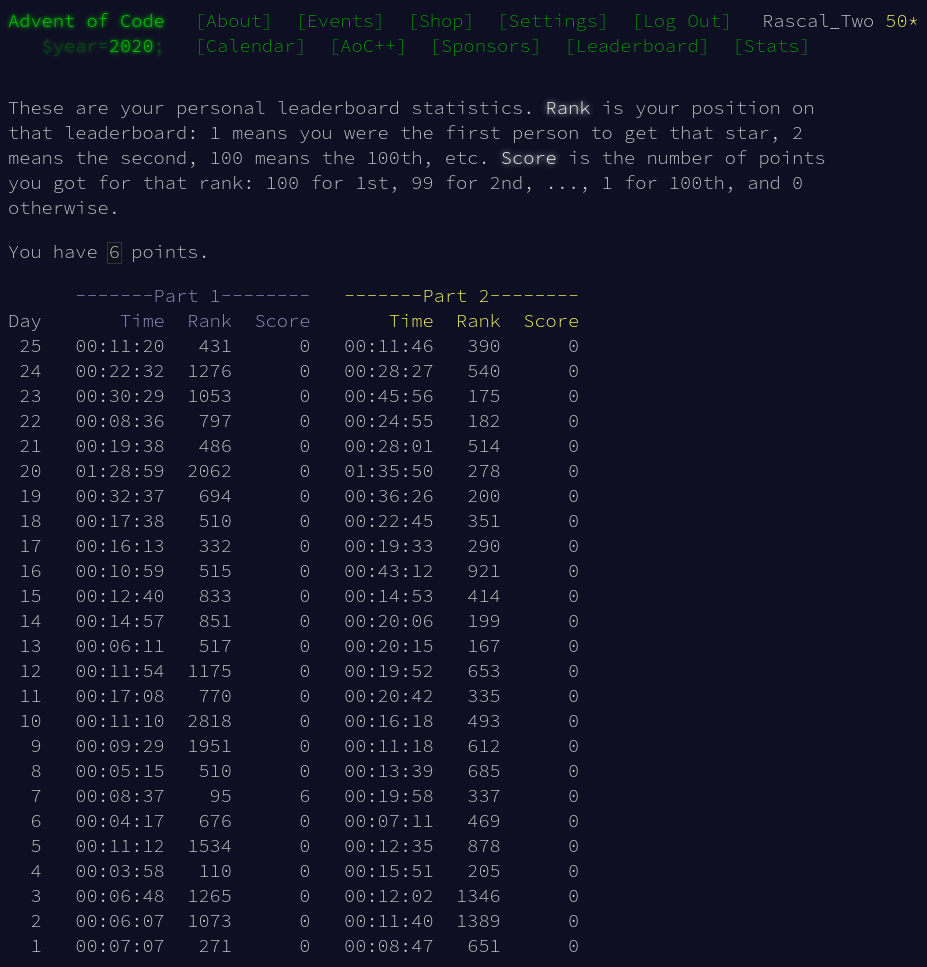 Advent of Code [About] [Events] [Shop] [Settings] [Log Out] Rascal_Two 50*
$year=2020; [Calendar] [AoC++] [Sponsors] [Leaderboard] [Stats]
These are your personal leaderboard statistics. Rank is your position on
that leaderboard: 1 means you were the first person to get that star, 2
means the second, 100 means the 100th, etc. Score is the number of points
you got for that rank: 100 for 1st, 99 for 2nd, ..., 1 for 100th, and 0
otherwise.
You have 6 points.
-------Part 1-------- -------Part 2--------
Day Time Rank Score Time Rank Score
25 00:11:20 431 0 00:11:46 390 0
24 00:22:32 1276 0 00:28:27 540 0
23 00:30:29 1053 0 00:45:56 175 0
22 00:08:36 797 0 00:24:55 182 0
21 00:19:38 486 0 00:28:01 514 0
20 01:28:59 2062 0 01:35:50 278 0
19 00:32:37 694 0 00:36:26 200 0
18 00:17:38 510 0 00:22:45 351 0
17 00:16:13 332 0 00:19:33 290 0
16 00:10:59 515 0 00:43:12 921 0
15 00:12:40 833 0 00:14:53 414 0
14 00:14:57 851 0 00:20:06 199 0
13 00:06:11 517 0 00:20:15 167 0
12 00:11:54 1175 0 00:19:52 653 0
11 00:17:08 770 0 00:20:42 335 0
10 00:11:10 2818 0 00:16:18 493 0
9 00:09:29 1951 0 00:11:18 612 0
8 00:05:15 510 0 00:13:39 685 0
7 00:08:37 95 6 00:19:58 337 0
6 00:04:17 676 0 00:07:11 469 0
5 00:11:12 1534 0 00:12:35 878 0
4 00:03:58 110 0 00:15:51 205 0
3 00:06:48 1265 0 00:12:02 1346 0
2 00:06:07 1073 0 00:11:40 1389 0
1 00:07:07 271 0 00:08:47 651 0